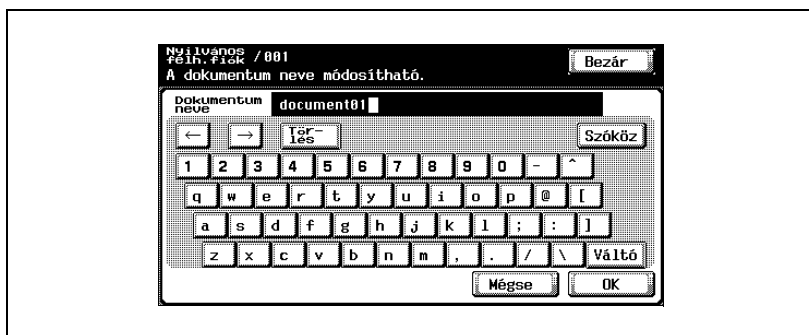 Nyilvános
felh.fiók /001
Bezár
A dokumentum neve módosítható.
Dokumentum
neve
document01
← → Tör-
lés
Szóköz
1 2 3 4 5 6 7 8 9 0 - ^
q w e r t y u i o p @ [
a s d f g h j k l ; : ]
z x c v b n m , . / \ Váltó
Mégse OK